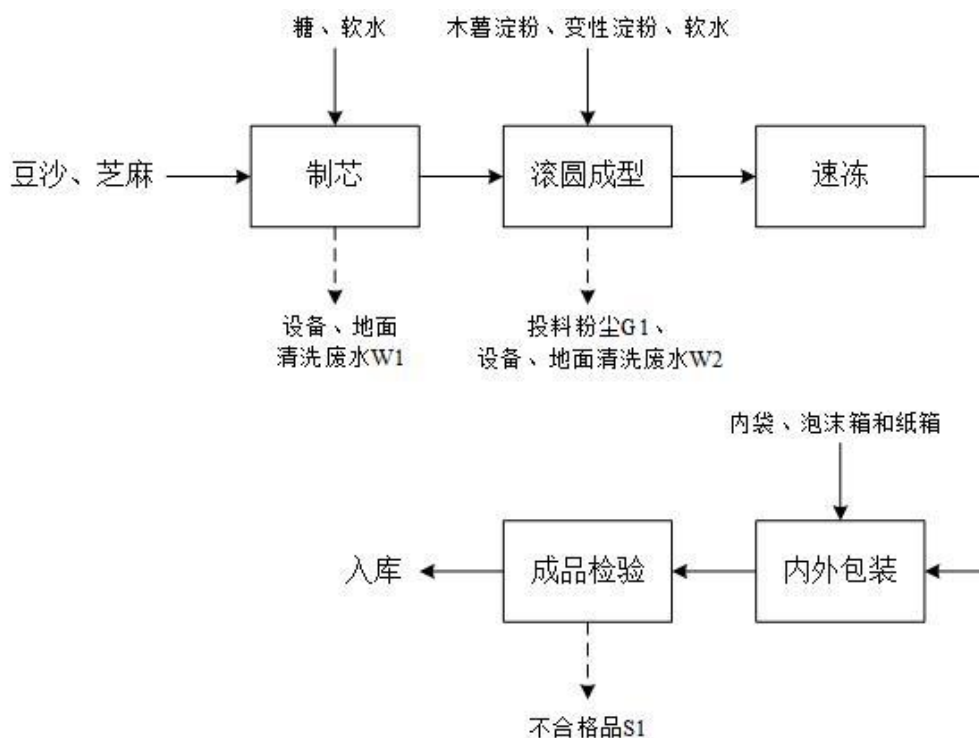 糖、软水
木薯淀粉、变性淀粉、软水
豆沙、芝麻
制芯
滚圆成型
速冻
设备、地面
清洗废水W1
投料粉尘G1、
设备、地面清洗废水W2
内袋、泡沫箱和纸箱
入库
成品检验
内外包装
不合格品S1